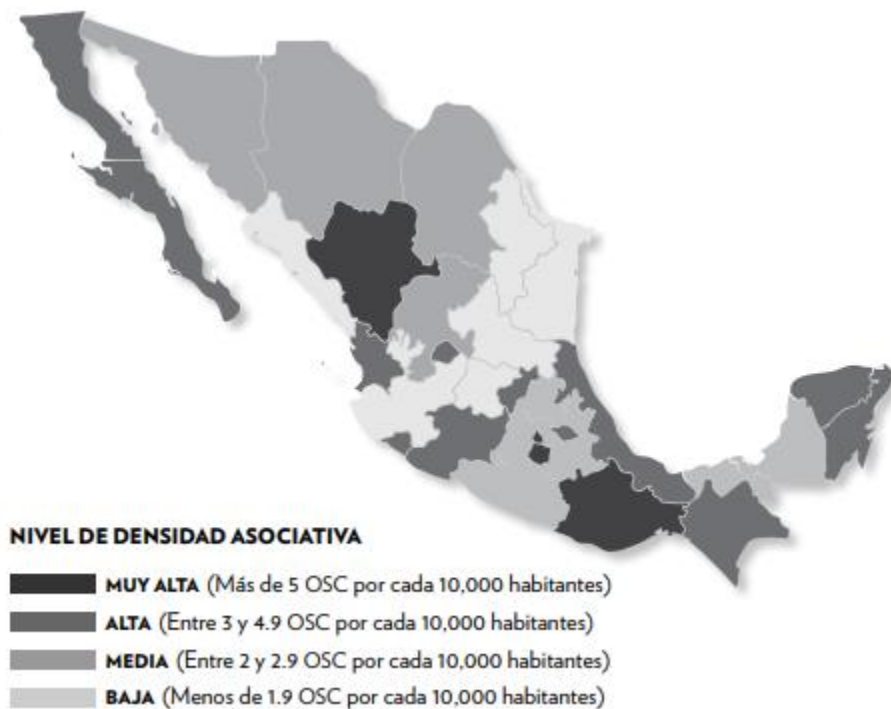 NIVEL DE DENSIDAD ASOCIATIVA
MUY ALTA (Más de 5 OSC por cada 10,000 habitantes)
ALTA (Entre 3 y 4.9 OSC por cada 10,000 habitantes)
MEDIA (Entre 2 y 2.9 OSC por cada 10,000 habitantes)
BAJA (Menos de 1.9 OSC por cada 10,000 habitantes)